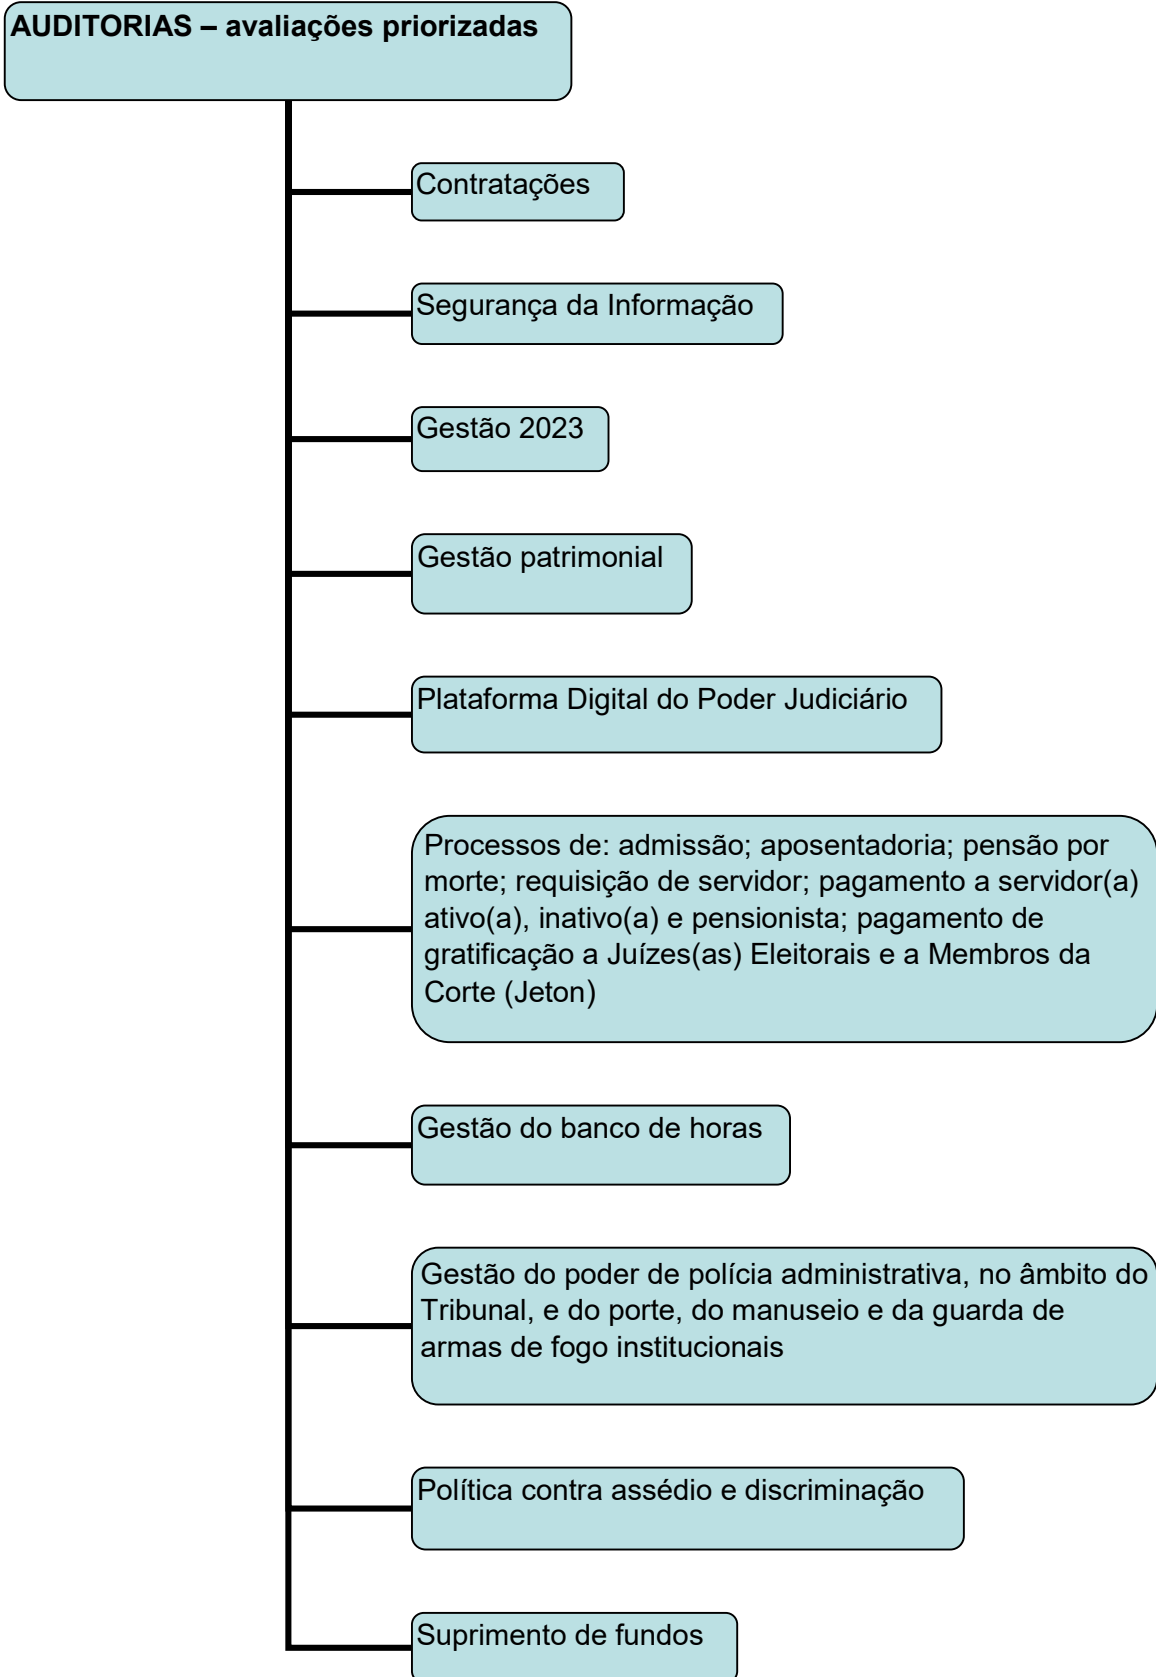 AUDITORIAS – avaliações priorizadas
Contratações
Segurança da Informação
Gestão 2023
Gestão patrimonial
Plataforma Digital do Poder Judiciário
Processos de: admissão; aposentadoria; pensão por
morte; requisição de servidor; pagamento a servidor(a)
ativo(a), inativo(a) e pensionista; pagamento de
gratificação a Juízes(as) Eleitorais e a Membros da
Corte (Jeton)
Gestão do banco de horas
Gestão do poder de polícia administrativa, no âmbito do
Tribunal, e do porte, do manuseio e da guarda de
armas de fogo institucionais
Política contra assédio e discriminação
Suprimento de fundos